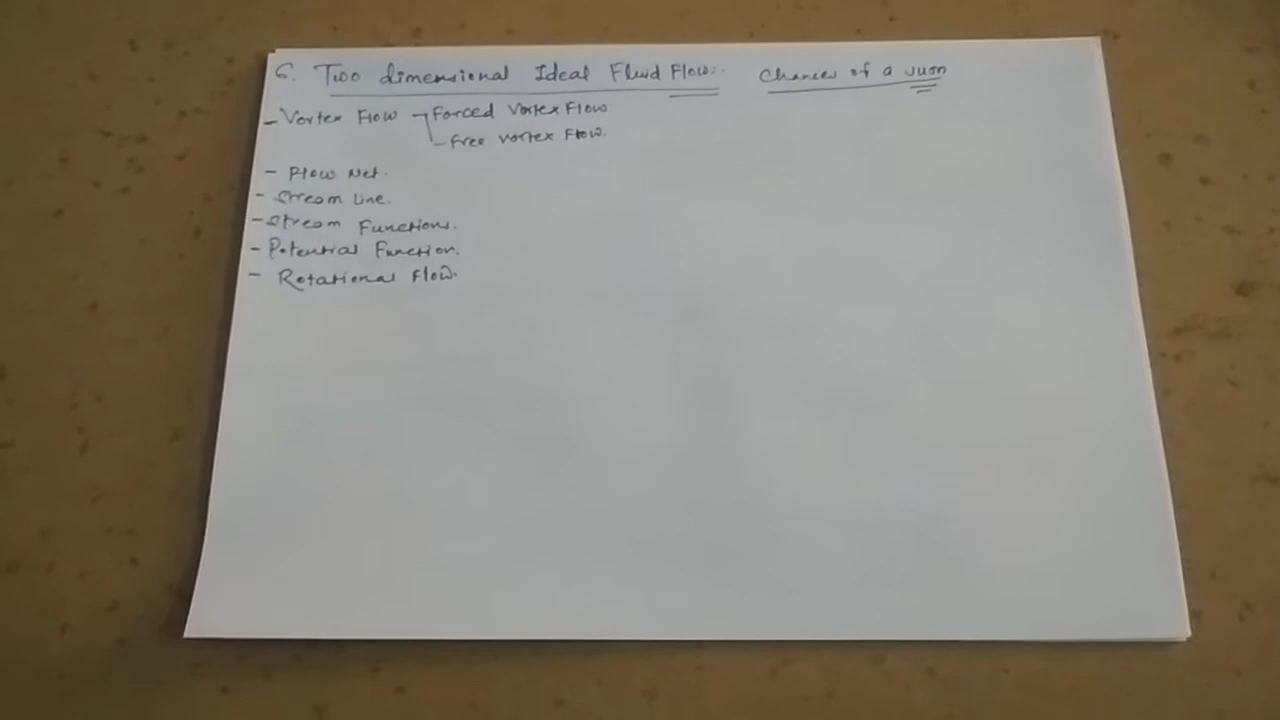 6. Two dimensional Ideal Fluid Flow:. Chances of a
- Vortex Flow - Forced Vortex Flow
- Free Vortex Flow.
- Flow Net.
- Stream Line.
- Stream Functions.
- Potential Function.
- Rotational Flow.